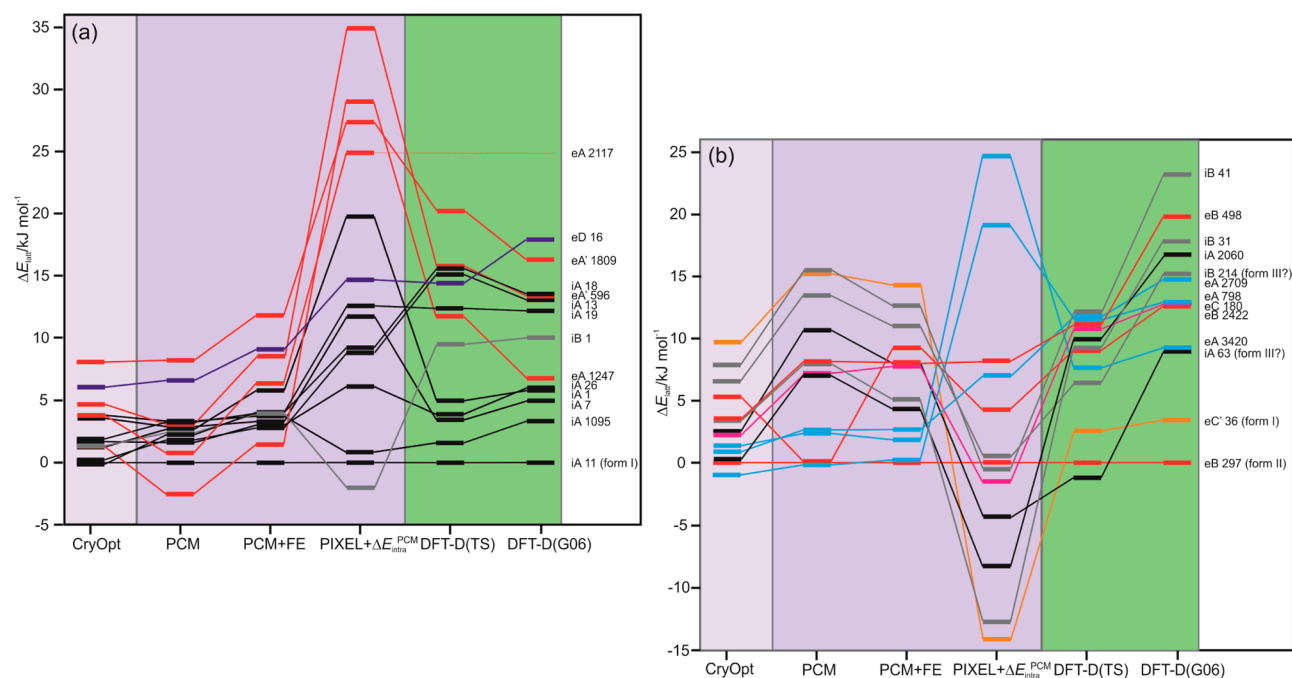 (a)
35
30
25
20
15
10
5
0
-5
ΔE_latt/kJ mol⁻¹
CryOpt
PCM
PCM+FE
PIXEL+ΔE_intra^PCM
DFT-D(TS)
DFT-D(G06)
eA 2117
eD 16
eA' 1809
iA 18
eA' 596
iA 13
iA 19
iB 1
eA 1247
iA 26
iA 1
iA 7
iA 1095
iA 11 (form I)
(b)
25
20
15
10
5
0
-5
-10
-15
ΔE_latt/kJ mol⁻¹
CryOpt
PCM
PCM+FE
PIXEL+ΔE_intra^PCM
DFT-D(TS)
DFT-D(G06)
iB 41
eB 498
iB 31
iA 2060
iB 214 (form III?)
eA 2709
eA 798
eC 180
eB 2422
eA 3420
iA 63 (form III?)
eC' 36 (form I)
eB 297 (form II)